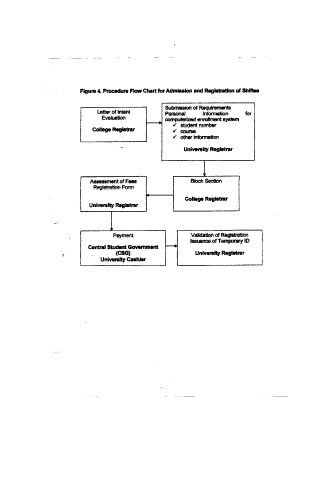 Figure 4. Procedure Flow Chart for Admission and Registration of Shiftee
Letter of Intent
Evaluation
College Registrar
Submission of Requirements
Personal Information for
computerized enrollment system
✓ student number
✓ course
✓ other information
University Registrar
Block Section
College Registrar
Assessment of Fees
Registration Form
University Registrar
Payment
Central Student Government
(CSG)
University Cashier
Validation of Registration
Issuance of Temporary ID
University Registrar